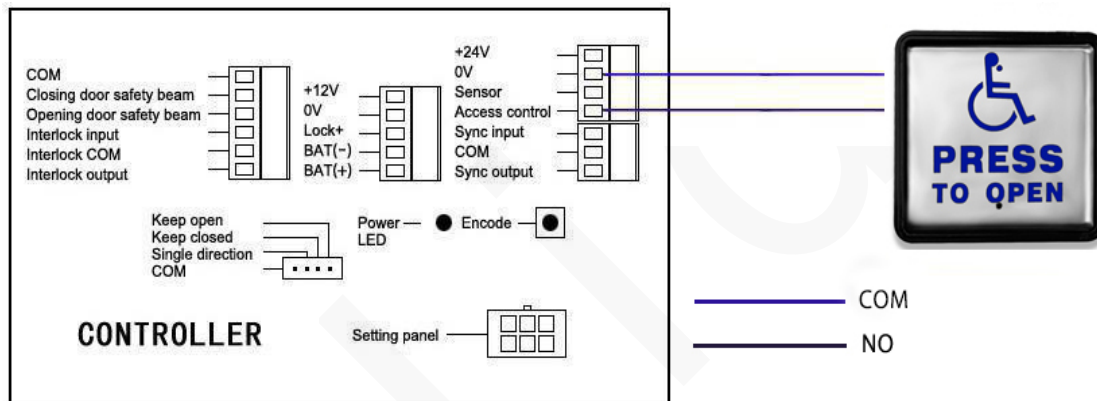 COM
Closing door safety beam
Opening door safety beam
Interlock input
Interlock COM
Interlock output
+12V
0V
Lock+
BAT(-)
BAT(+)
+24V
0V
Sensor
Access control
Sync input
COM
Sync output
PRESS
TO OPEN
Keep open
Keep closed
Single direction
COM
Power
LED
Encode
COM
NO
CONTROLLER
Setting panel